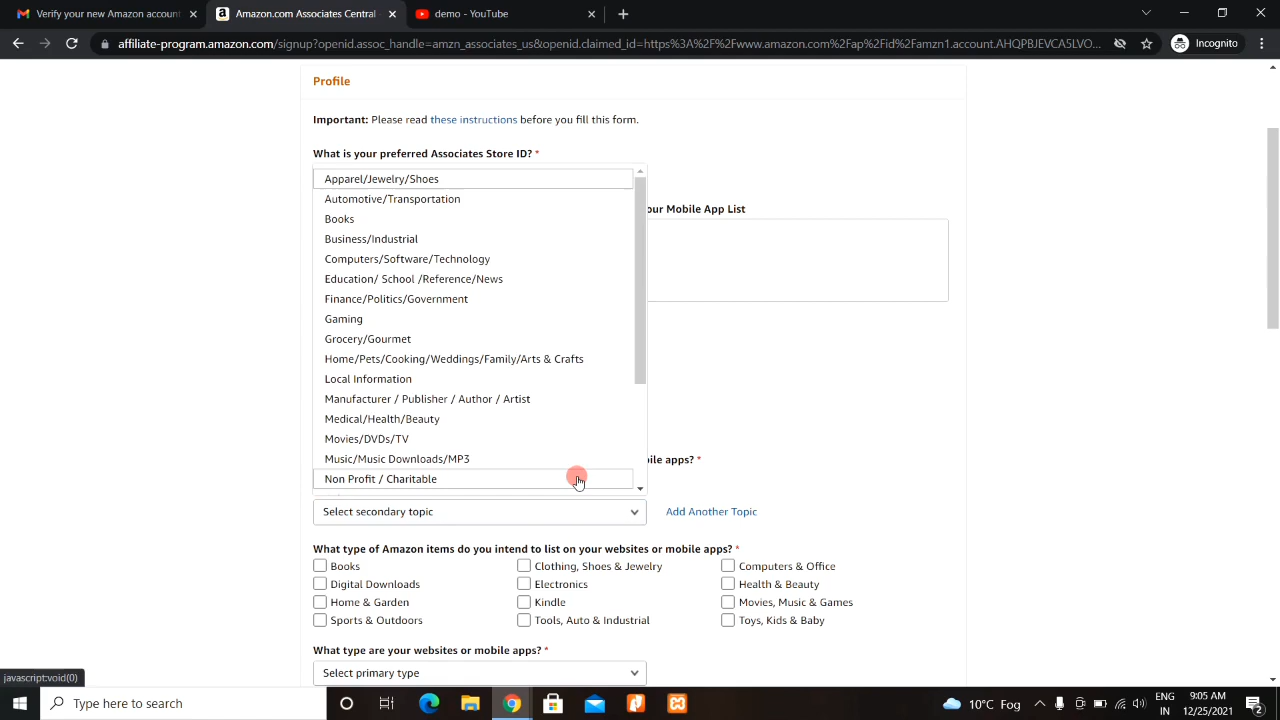 Verify your new Amazon account
Amazon.com Associates Central
demo - YouTube
affiliate-program.amazon.com/signup?openid.assoc_handle=amzn_associates_us&openid.claimed_id=https%3A%2F%2Fwww.amazon.com%2Fap%2Fid%2Famzn1.account.AHQPBJEVCA5LVO...
Incognito
Profile
Important: Please read these instructions before you fill this form.
What is your preferred Associates Store ID? *
Apparel/Jewelry/Shoes
Automotive/Transportation
our Mobile App List
Books
Business/Industrial
Computers/Software/Technology
Education/ School /Reference/News
Finance/Politics/Government
Gaming
Grocery/Gourmet
Home/Pets/Cooking/Weddings/Family/Arts & Crafts
Local Information
Manufacturer / Publisher / Author / Artist
Medical/Health/Beauty
Movies/DVDs/TV
Music/Music Downloads/MP3
bile apps? *
Non Profit / Charitable
Select secondary topic
Add Another Topic
What type of Amazon items do you intend to list on your websites or mobile apps? *
Books Clothing, Shoes & Jewelry Computers & Office
Digital Downloads Electronics Health & Beauty
Home & Garden Kindle Movies, Music & Games
Sports & Outdoors Tools, Auto & Industrial Toys, Kids & Baby
What type are your websites or mobile apps? *
Select primary type
javascript:void(0)
Type here to search
10°C Fog
ENG
IN
9:05 AM
12/25/2021
2